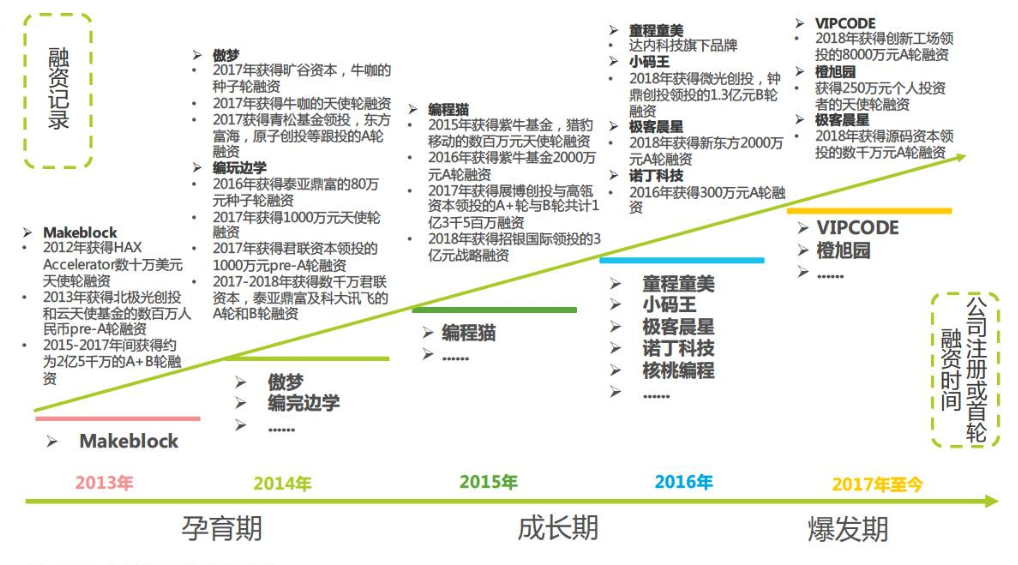 融资记录
Makeblock
2012年获得HAX
Accelerator数十万美元
天使轮融资
2013年获得北极光创投
和云天使基金的数百万人
民币pre-A轮融资
2015-2017年间获得约
为2亿5千万的A+B轮融
资
傲梦
2017年获得旷谷资本，牛咖的
种子轮融资
2017年获得牛咖的天使轮融资
2017获得青松基金领投，东方
富海，原子创投等跟投的A轮
融资
编玩边学
2016年获得泰亚鼎富的80万
元种子轮融资
2017年获得1000万元天使轮
融资
2017年获得君联资本领投的
1000万元pre-A轮融资
2017-2018年获得数千万君联
资本，泰亚鼎富及科大讯飞的
A轮和B轮融资
编程猫
2015年获得紫牛基金，猎豹
移动的数百万元天使轮融资
2016年获得紫牛基金2000万
元A轮融资
2017年获得展博创投与高瓴
资本领投的A+轮与B轮共计1
亿3千5百万融资
2018年获得招银国际领投的3
亿元战略融资
童程童美
达内科技旗下品牌
小码王
2018年获得微光创投，钟
鼎创投领投的1.3亿元B轮
融资
极客晨星
2018年获得新东方2000万
元A轮融资
诺丁科技
2016年获得300万元A轮融
资
VIPCODE
2018年获得创新工场领
投的8000万元A轮融资
橙旭园
获得250万元个人投资
者的天使轮融资
极客晨星
2018年获得源码资本领
投的数千万元A轮融资
Makeblock
傲梦
编完边学
......
编程猫
......
童程童美
小码王
极客晨星
诺丁科技
核桃编程
......
VIPCODE
橙旭园
......
公司注册或首轮
融资时间
2013年
2014年
2015年
2016年
2017年至今
孕育期
成长期
爆发期